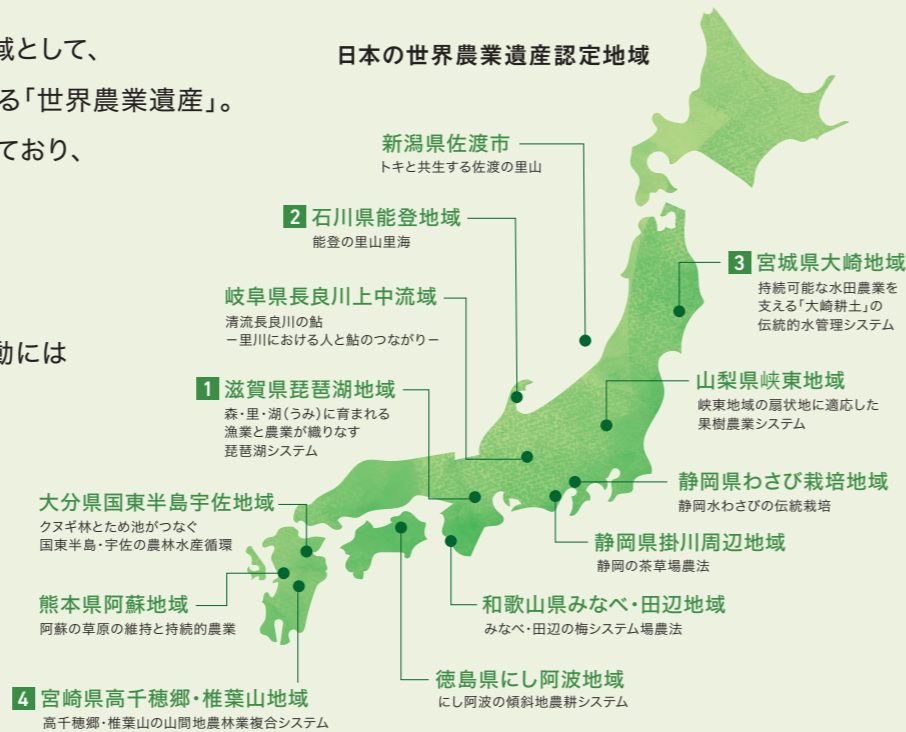 域として、
る「世界農業遺産」。
ており、
動には
日本の世界農業遺産認定地域
新潟県佐渡市
トキと共生する佐渡の里山
2 石川県能登地域
能登の里山里海
岐阜県長良川上中流域
清流長良川の鮎
－里川における人と鮎のつながり－
1 滋賀県琵琶湖地域
森・里・湖(うみ)に育まれる
漁業と農業が織りなす
琵琶湖システム
大分県国東半島宇佐地域
クヌギ林とため池がつなぐ
国東半島・宇佐の農林水産循環
熊本県阿蘇地域
阿蘇の草原の維持と持続的農業
4 宮崎県高千穂郷・椎葉山地域
高千穂郷・椎葉山の山間地農林業複合システム
3 宮城県大崎地域
持続可能な水田農業を
支える「大崎耕土」の
伝統的水管理システム
山梨県峡東地域
峡東地域の扇状地に適応した
果樹農業システム
静岡県わさび栽培地域
静岡水わさびの伝統栽培
静岡県掛川周辺地域
静岡の茶草場農法
和歌山県みなべ・田辺地域
みなべ・田辺の梅システム場農法
徳島県にし阿波地域
にし阿波の傾斜地農耕システム